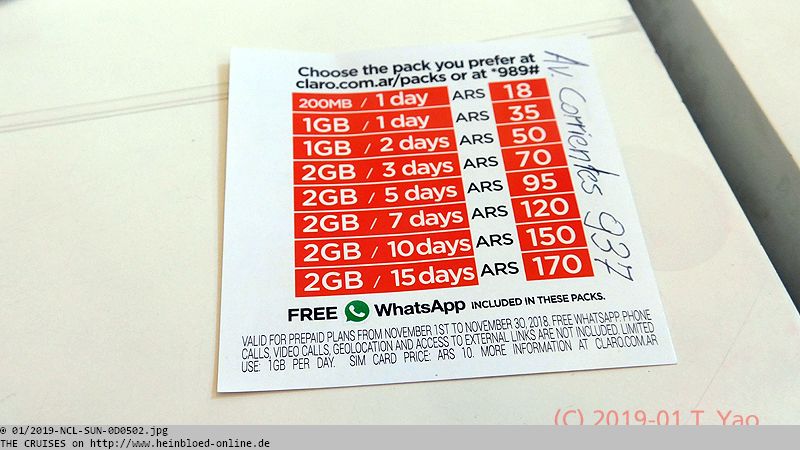 Choose the pack you prefer at
claro.com.ar/packs or at *989#
200MB / 1 day ARS 18
1GB / 1 day ARS 35
1GB / 2 days ARS 50
2GB / 3 days ARS 70
2GB / 5 days ARS 95
2GB / 7 days ARS 120
2GB / 10 days ARS 150
2GB / 15 days ARS 170
FREE WhatsApp INCLUDED IN THESE PACKS.
VALID FOR PREPAID PLANS FROM NOVEMBER 1ST TO NOVEMBER 30, 2018. FREE WHATSAPP. PHONE
CALLS, VIDEO CALLS, GEOLOCATION AND ACCESS TO EXTERNAL LINKS ARE NOT INCLUDED. LIMITED
USE: 1GB PER DAY. SIM CARD PRICE: ARS 10. MORE INFORMATION AT CLARO.COM.AR
Av. Corrientes 937
(C) 2019-01 T. Yao
@ 01/2019-NCL-SUN-0D0502.jpg
THE CRUISES on http://www.heinbloed-online.de